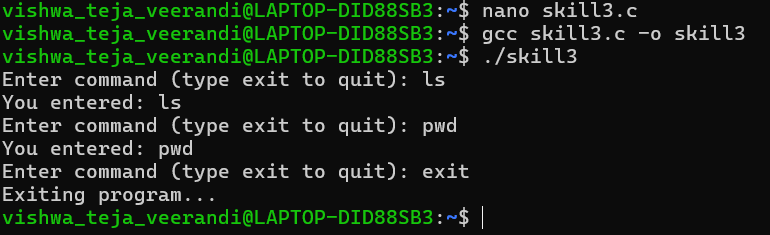 vishwa_teja_veerandi@LAPTOP-DID88SB3:~$ nano skill3.c
vishwa_teja_veerandi@LAPTOP-DID88SB3:~$ gcc skill3.c -o skill3
vishwa_teja_veerandi@LAPTOP-DID88SB3:~$ ./skill3
Enter command (type exit to quit): ls
You entered: ls
Enter command (type exit to quit): pwd
You entered: pwd
Enter command (type exit to quit): exit
Exiting program...
vishwa_teja_veerandi@LAPTOP-DID88SB3:~$